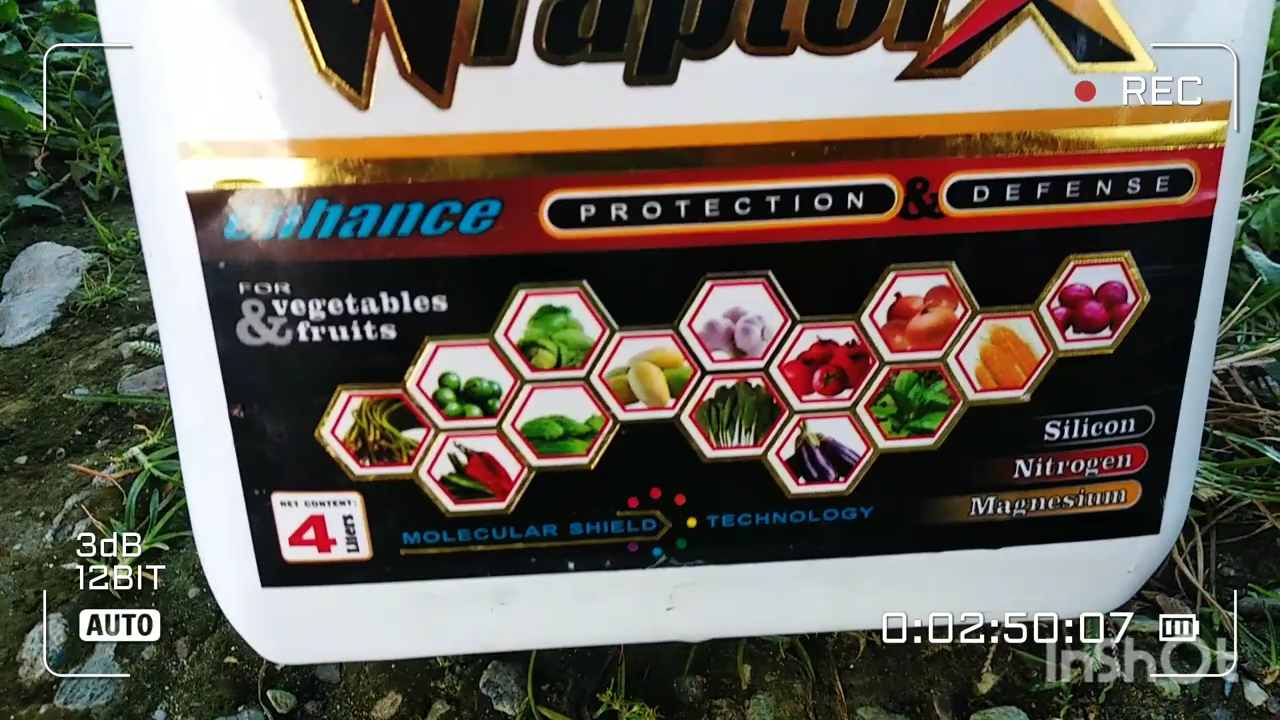 WraptorX
REC
enhance PROTECTION & DEFENSE
FOR
& vegetables
fruits
Silicon
Nitrogen
Magnesium
NET CONTENT:
4 Liters
MOLECULAR SHIELD TECHNOLOGY
3dB
12BIT
AUTO
0:02:50:07
InShOt